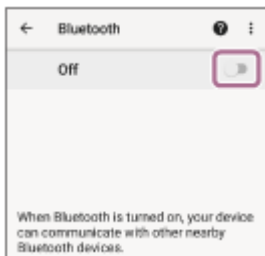 Bluetooth
Off
When Bluetooth is turned on, your device
can communicate with other nearby
Bluetooth devices.